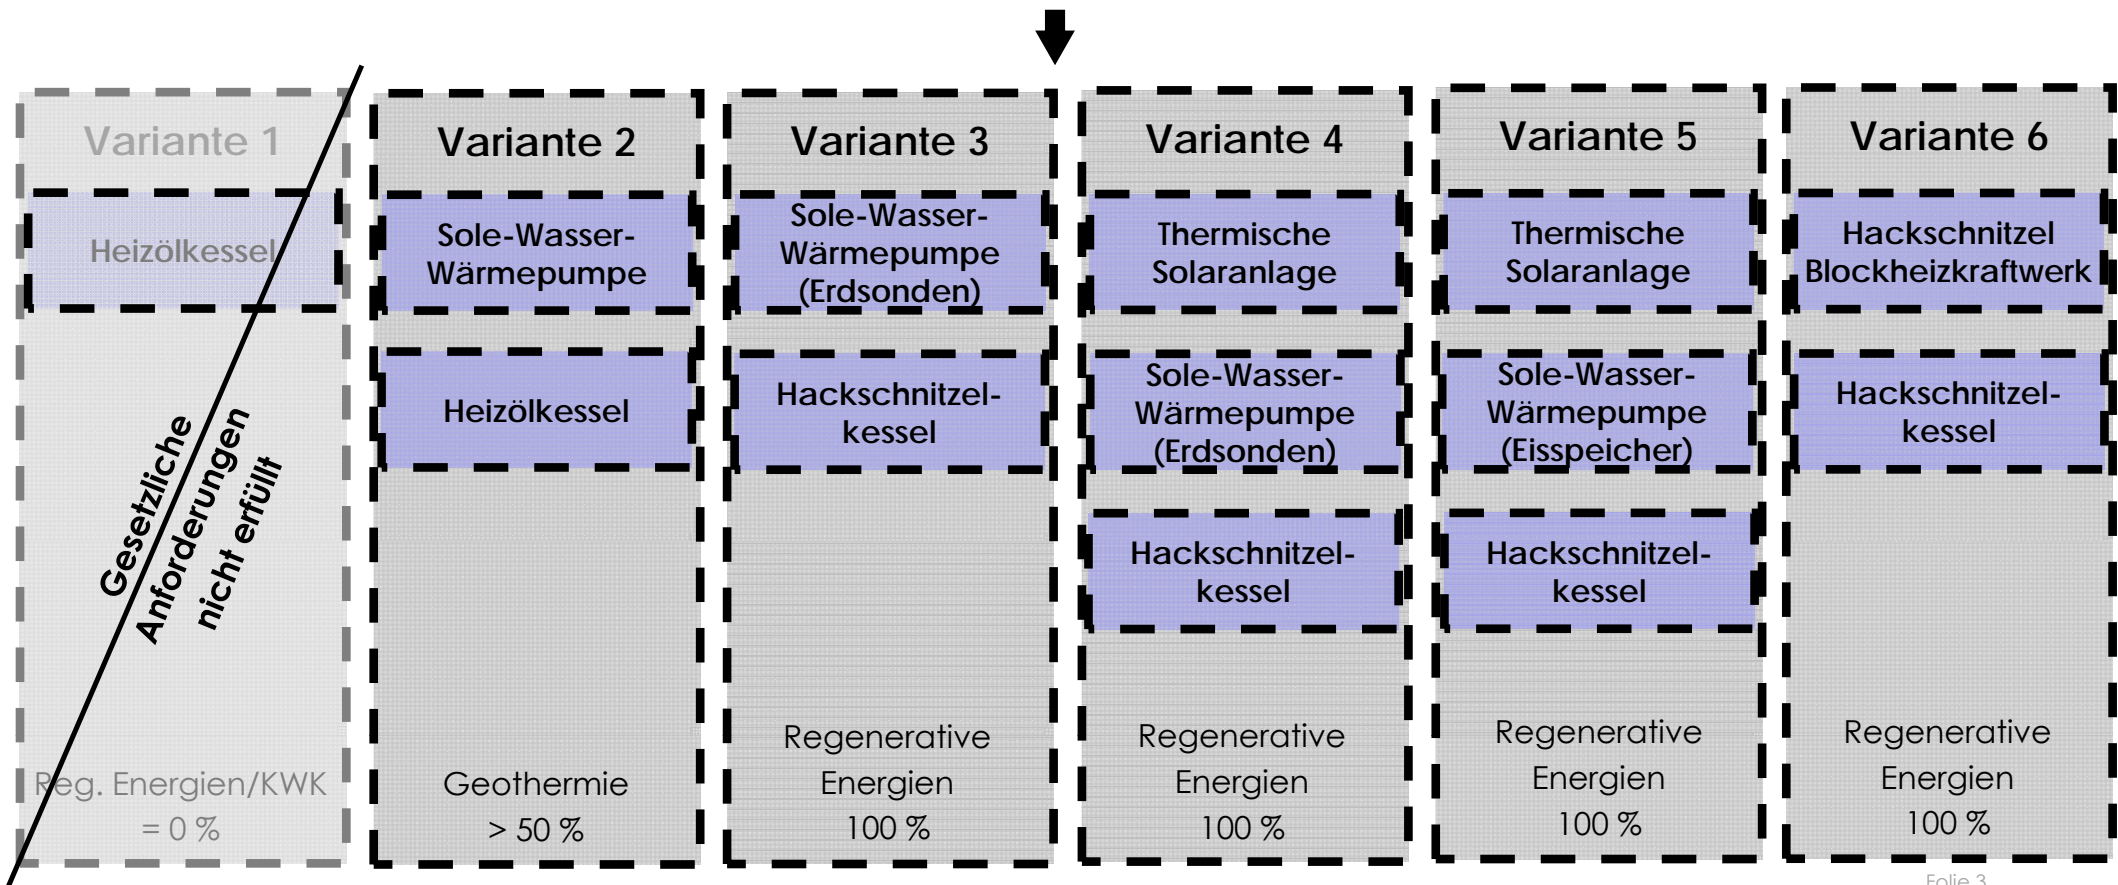 Variante 1
Heizölkessel
Gesetzliche
Anforderungen
nicht erfüllt
Reg. Energien/KWK
= 0 %
Variante 2
Sole-Wasser-
Wärmepumpe
Heizölkessel
Geothermie
> 50 %
Variante 3
Sole-Wasser-
Wärmepumpe
(Erdsonden)
Hackschnitzel-
kessel
Regenerative
Energien
100 %
Variante 4
Thermische
Solaranlage
Sole-Wasser-
Wärmepumpe
(Erdsonden)
Hackschnitzel-
kessel
Regenerative
Energien
100 %
Variante 5
Thermische
Solaranlage
Sole-Wasser-
Wärmepumpe
(Eisspeicher)
Hackschnitzel-
kessel
Regenerative
Energien
100 %
Variante 6
Hackschnitzel
Blockheizkraftwerk
Hackschnitzel-
kessel
Regenerative
Energien
100 %
Folie 3